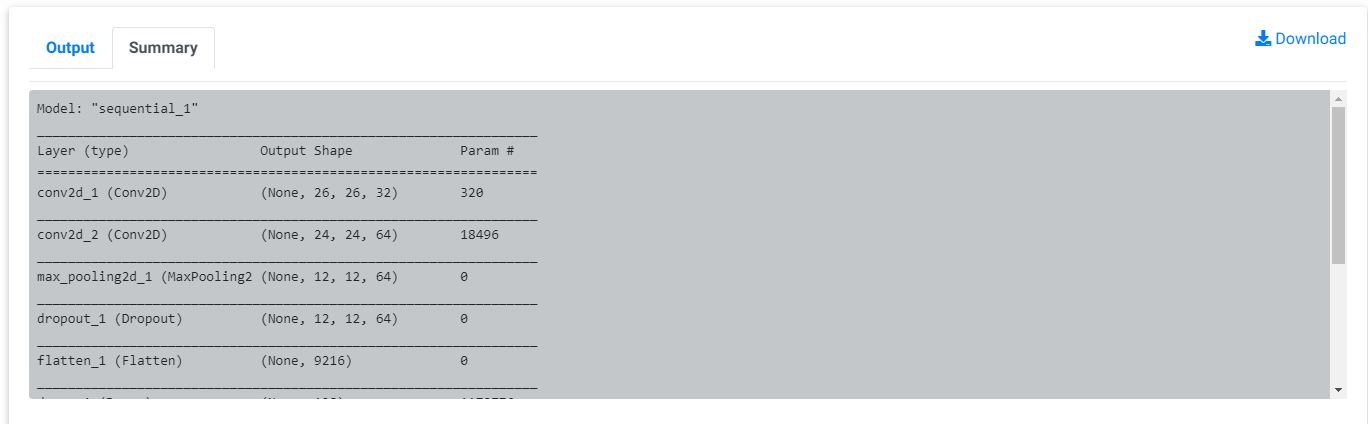 Output Summary Download
Model: "sequential_1"
_________________________________________________________________
Layer (type)                 Output Shape              Param #
=================================================================
conv2d_1 (Conv2D)            (None, 26, 26, 32)        320
_________________________________________________________________
conv2d_2 (Conv2D)            (None, 24, 24, 64)        18496
_________________________________________________________________
max_pooling2d_1 (MaxPooling2 (None, 12, 12, 64)        0
_________________________________________________________________
dropout_1 (Dropout)          (None, 12, 12, 64)        0
_________________________________________________________________
flatten_1 (Flatten)          (None, 9216)              0
_________________________________________________________________